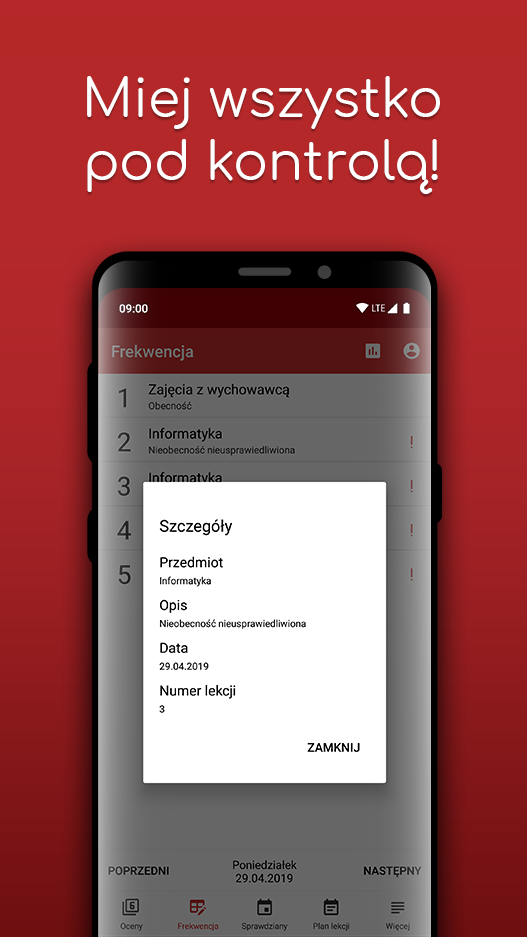 Miej wszystko
pod kontrolą!
09:00
LTE
Frekwencja
1
Zajęcia z wychowawcą
Obecność
2
Informatyka
Nieobecność nieusprawiedliwiona
!
3
Informatyka
!
4
!
5
!
Szczegóły
Przedmiot
Informatyka
Opis
Nieobecność nieusprawiedliwiona
Data
29.04.2019
Numer lekcji
3
ZAMKNIJ
POPRZEDNI
Poniedziałek
29.04.2019
NASTĘPNY
6
Oceny
Frekwencja
Sprawdziany
Plan lekcji
Więcej